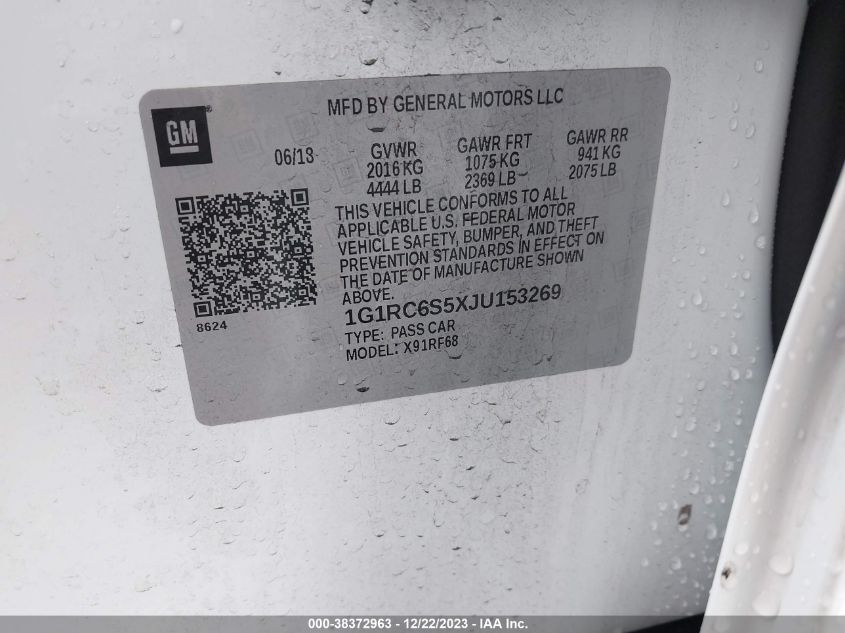 MFD BY GENERAL MOTORS LLC
GM
06/18
GVWR
2016 KG
4444 LB
GAWR FRT
1075 KG
2369 LB
GAWR RR
941 KG
2075 LB
THIS VEHICLE CONFORMS TO ALL
APPLICABLE U.S. FEDERAL MOTOR
VEHICLE SAFETY, BUMPER, AND THEFT
PREVENTION STANDARDS IN EFFECT ON
THE DATE OF MANUFACTURE SHOWN
ABOVE.
8624
1G1RC6S5XJU153269
TYPE: PASS CAR
MODEL: X91RF68
000-38372963 - 12/22/2023 - IAA Inc.